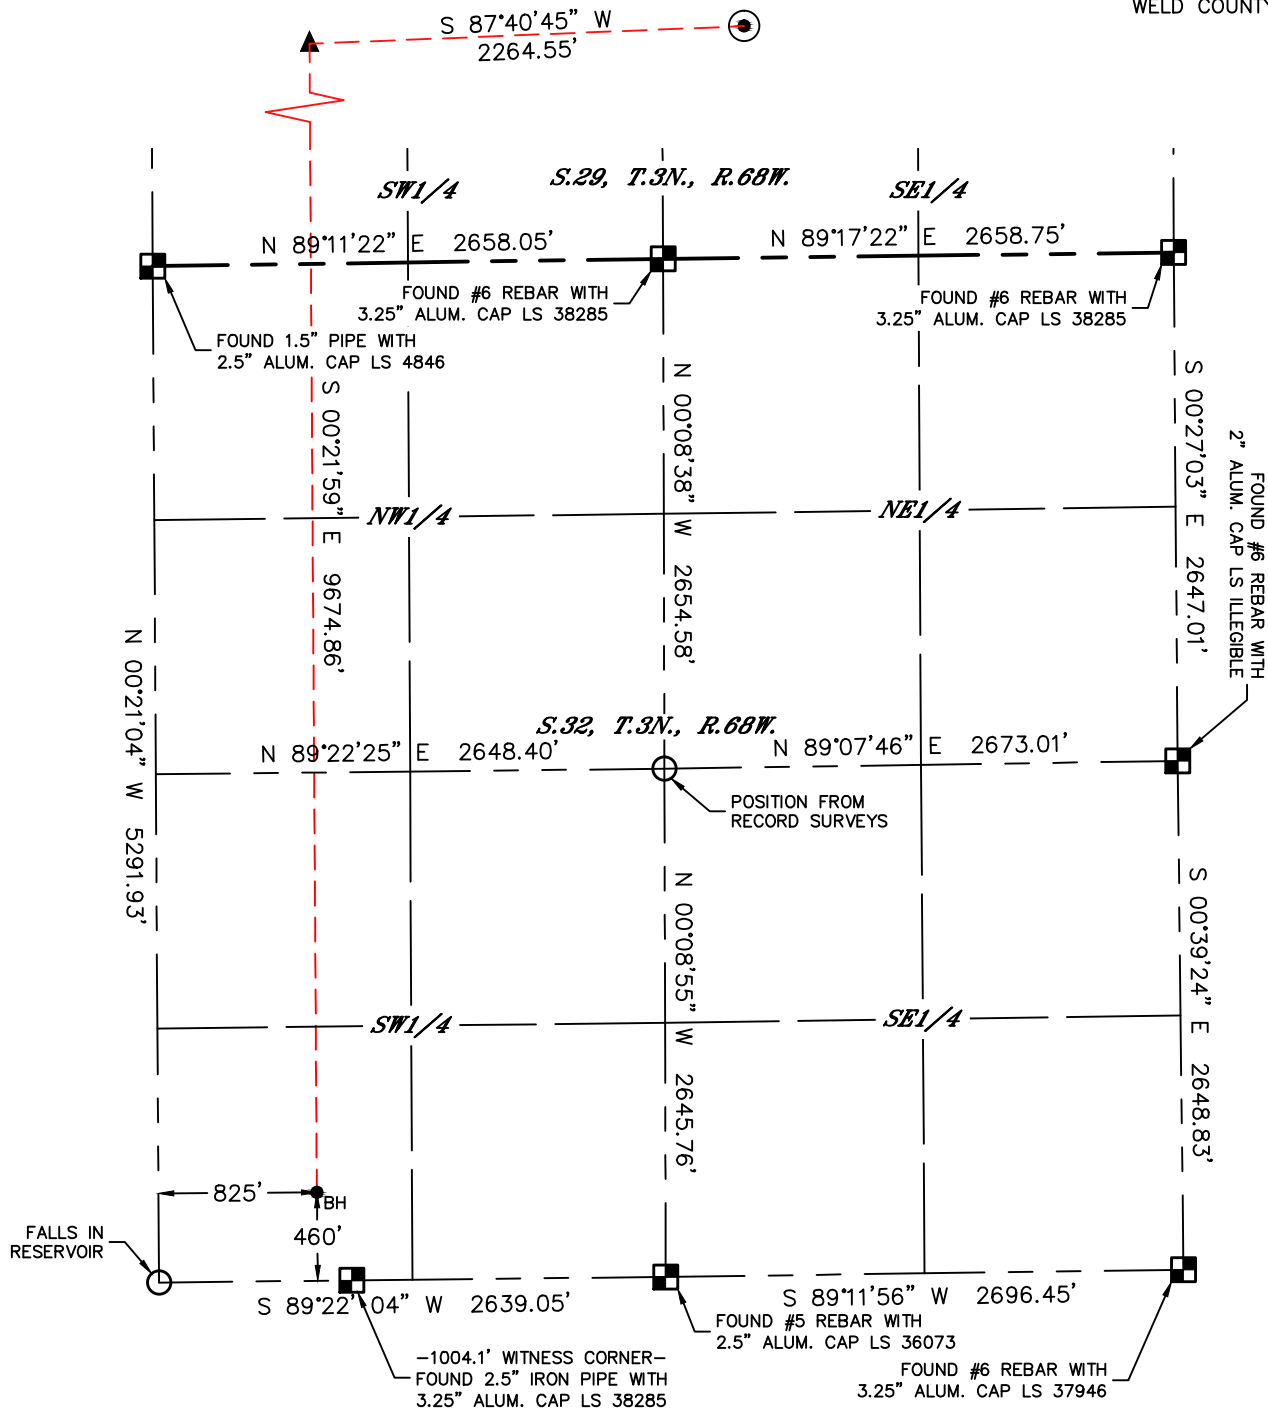 WELD COUNTY
S 87°40'45" W
2264.55'
S.29, T.3N., R.68W.
SW1/4
SE1/4
N 89°11'22" E 2658.05'
N 89°17'22" E 2658.75'
FOUND #6 REBAR WITH
3.25" ALUM. CAP LS 38285
FOUND #6 REBAR WITH
3.25" ALUM. CAP LS 38285
FOUND 1.5" PIPE WITH
2.5" ALUM. CAP LS 4846
S 00°21'59" E 9674.86'
N 00°08'38" W 2654.58'
S 00°27'03" E 2647.01'
FOUND #6 REBAR WITH
2" ALUM. CAP LS ILLEGIBLE
NW1/4
NE1/4
N 00°21'04" W 5291.93'
S.32, T.3N., R.68W.
N 89°22'25" E 2648.40'
N 89°07'46" E 2673.01'
POSITION FROM
RECORD SURVEYS
N 00°08'55" W 2645.76'
S 00°39'24" E 2648.83'
SW1/4
SE1/4
825'
BH
460'
FALLS IN
RESERVOIR
S 89°22'04" W 2639.05'
S 89°11'56" W 2696.45'
FOUND #5 REBAR WITH
2.5" ALUM. CAP LS 36073
-1004.1' WITNESS CORNER-
FOUND 2.5" IRON PIPE WITH
3.25" ALUM. CAP LS 38285
FOUND #6 REBAR WITH
3.25" ALUM. CAP LS 37946